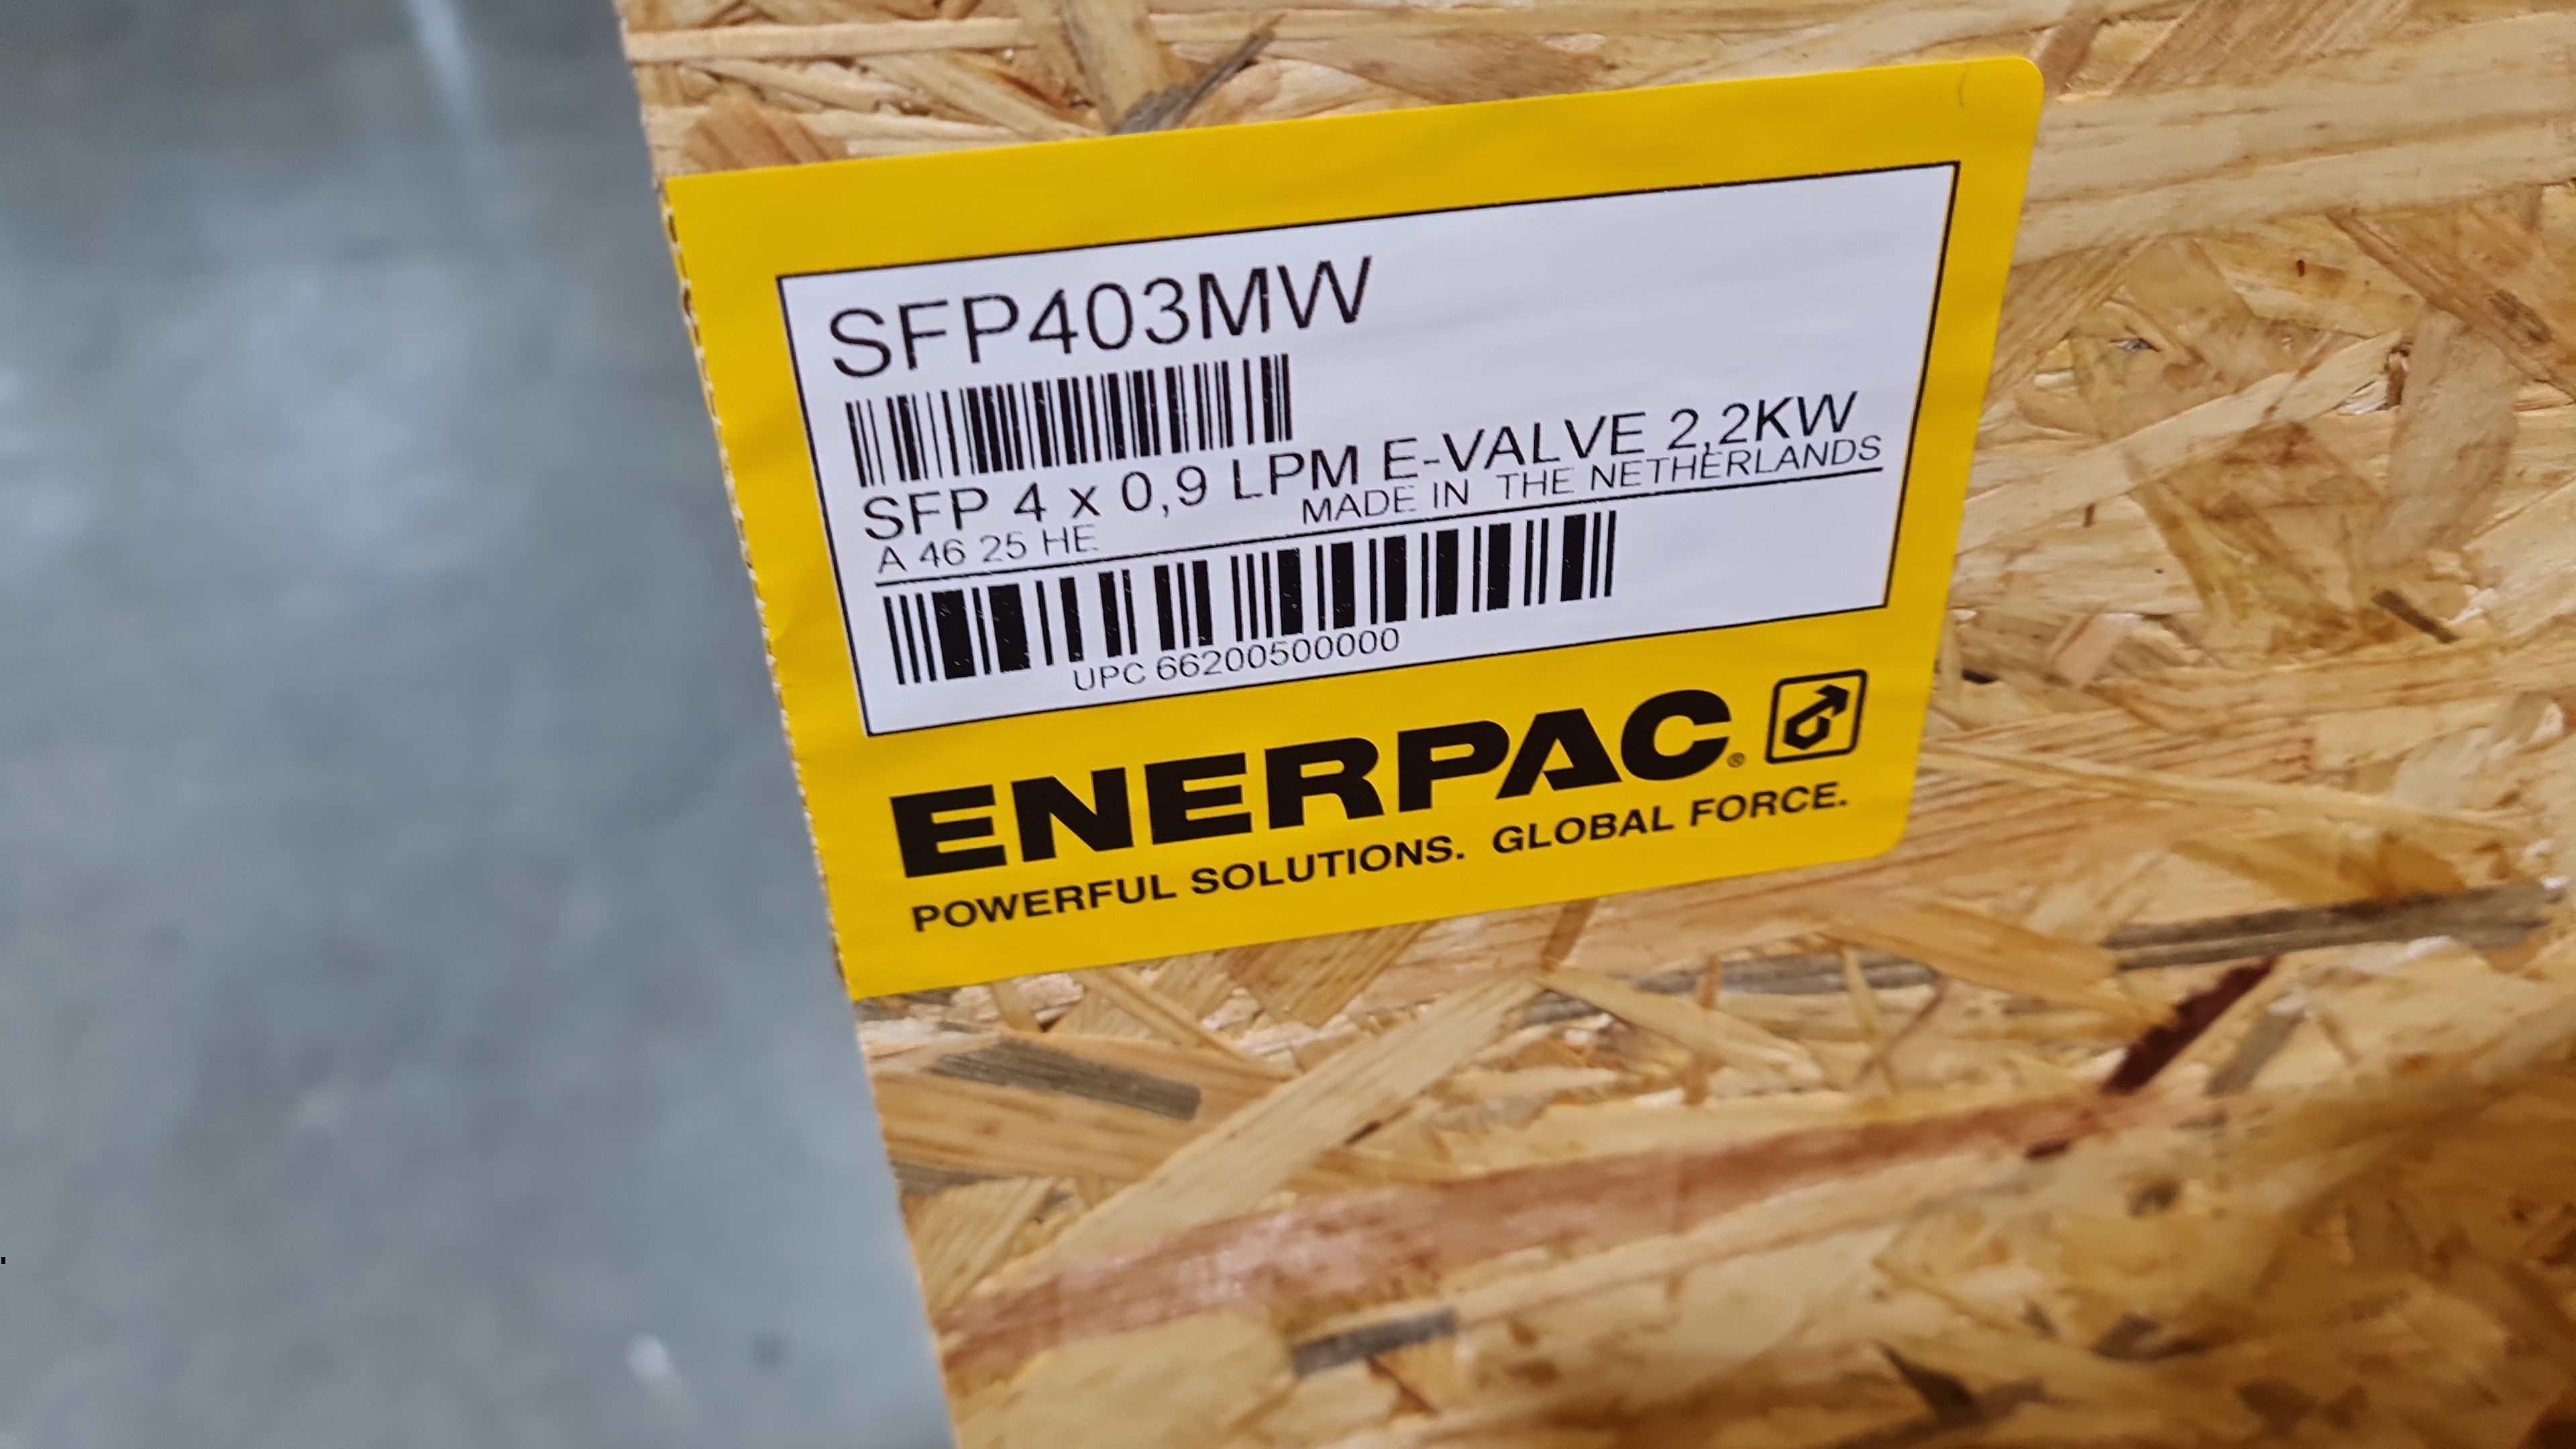 SFP403MW
SFP 4 x 0,9 LPM E-VALVE 2,2KW
A 46 25 HE MADE IN THE NETHERLANDS
UPC 66200500000
ENERPAC®
POWERFUL SOLUTIONS. GLOBAL FORCE.